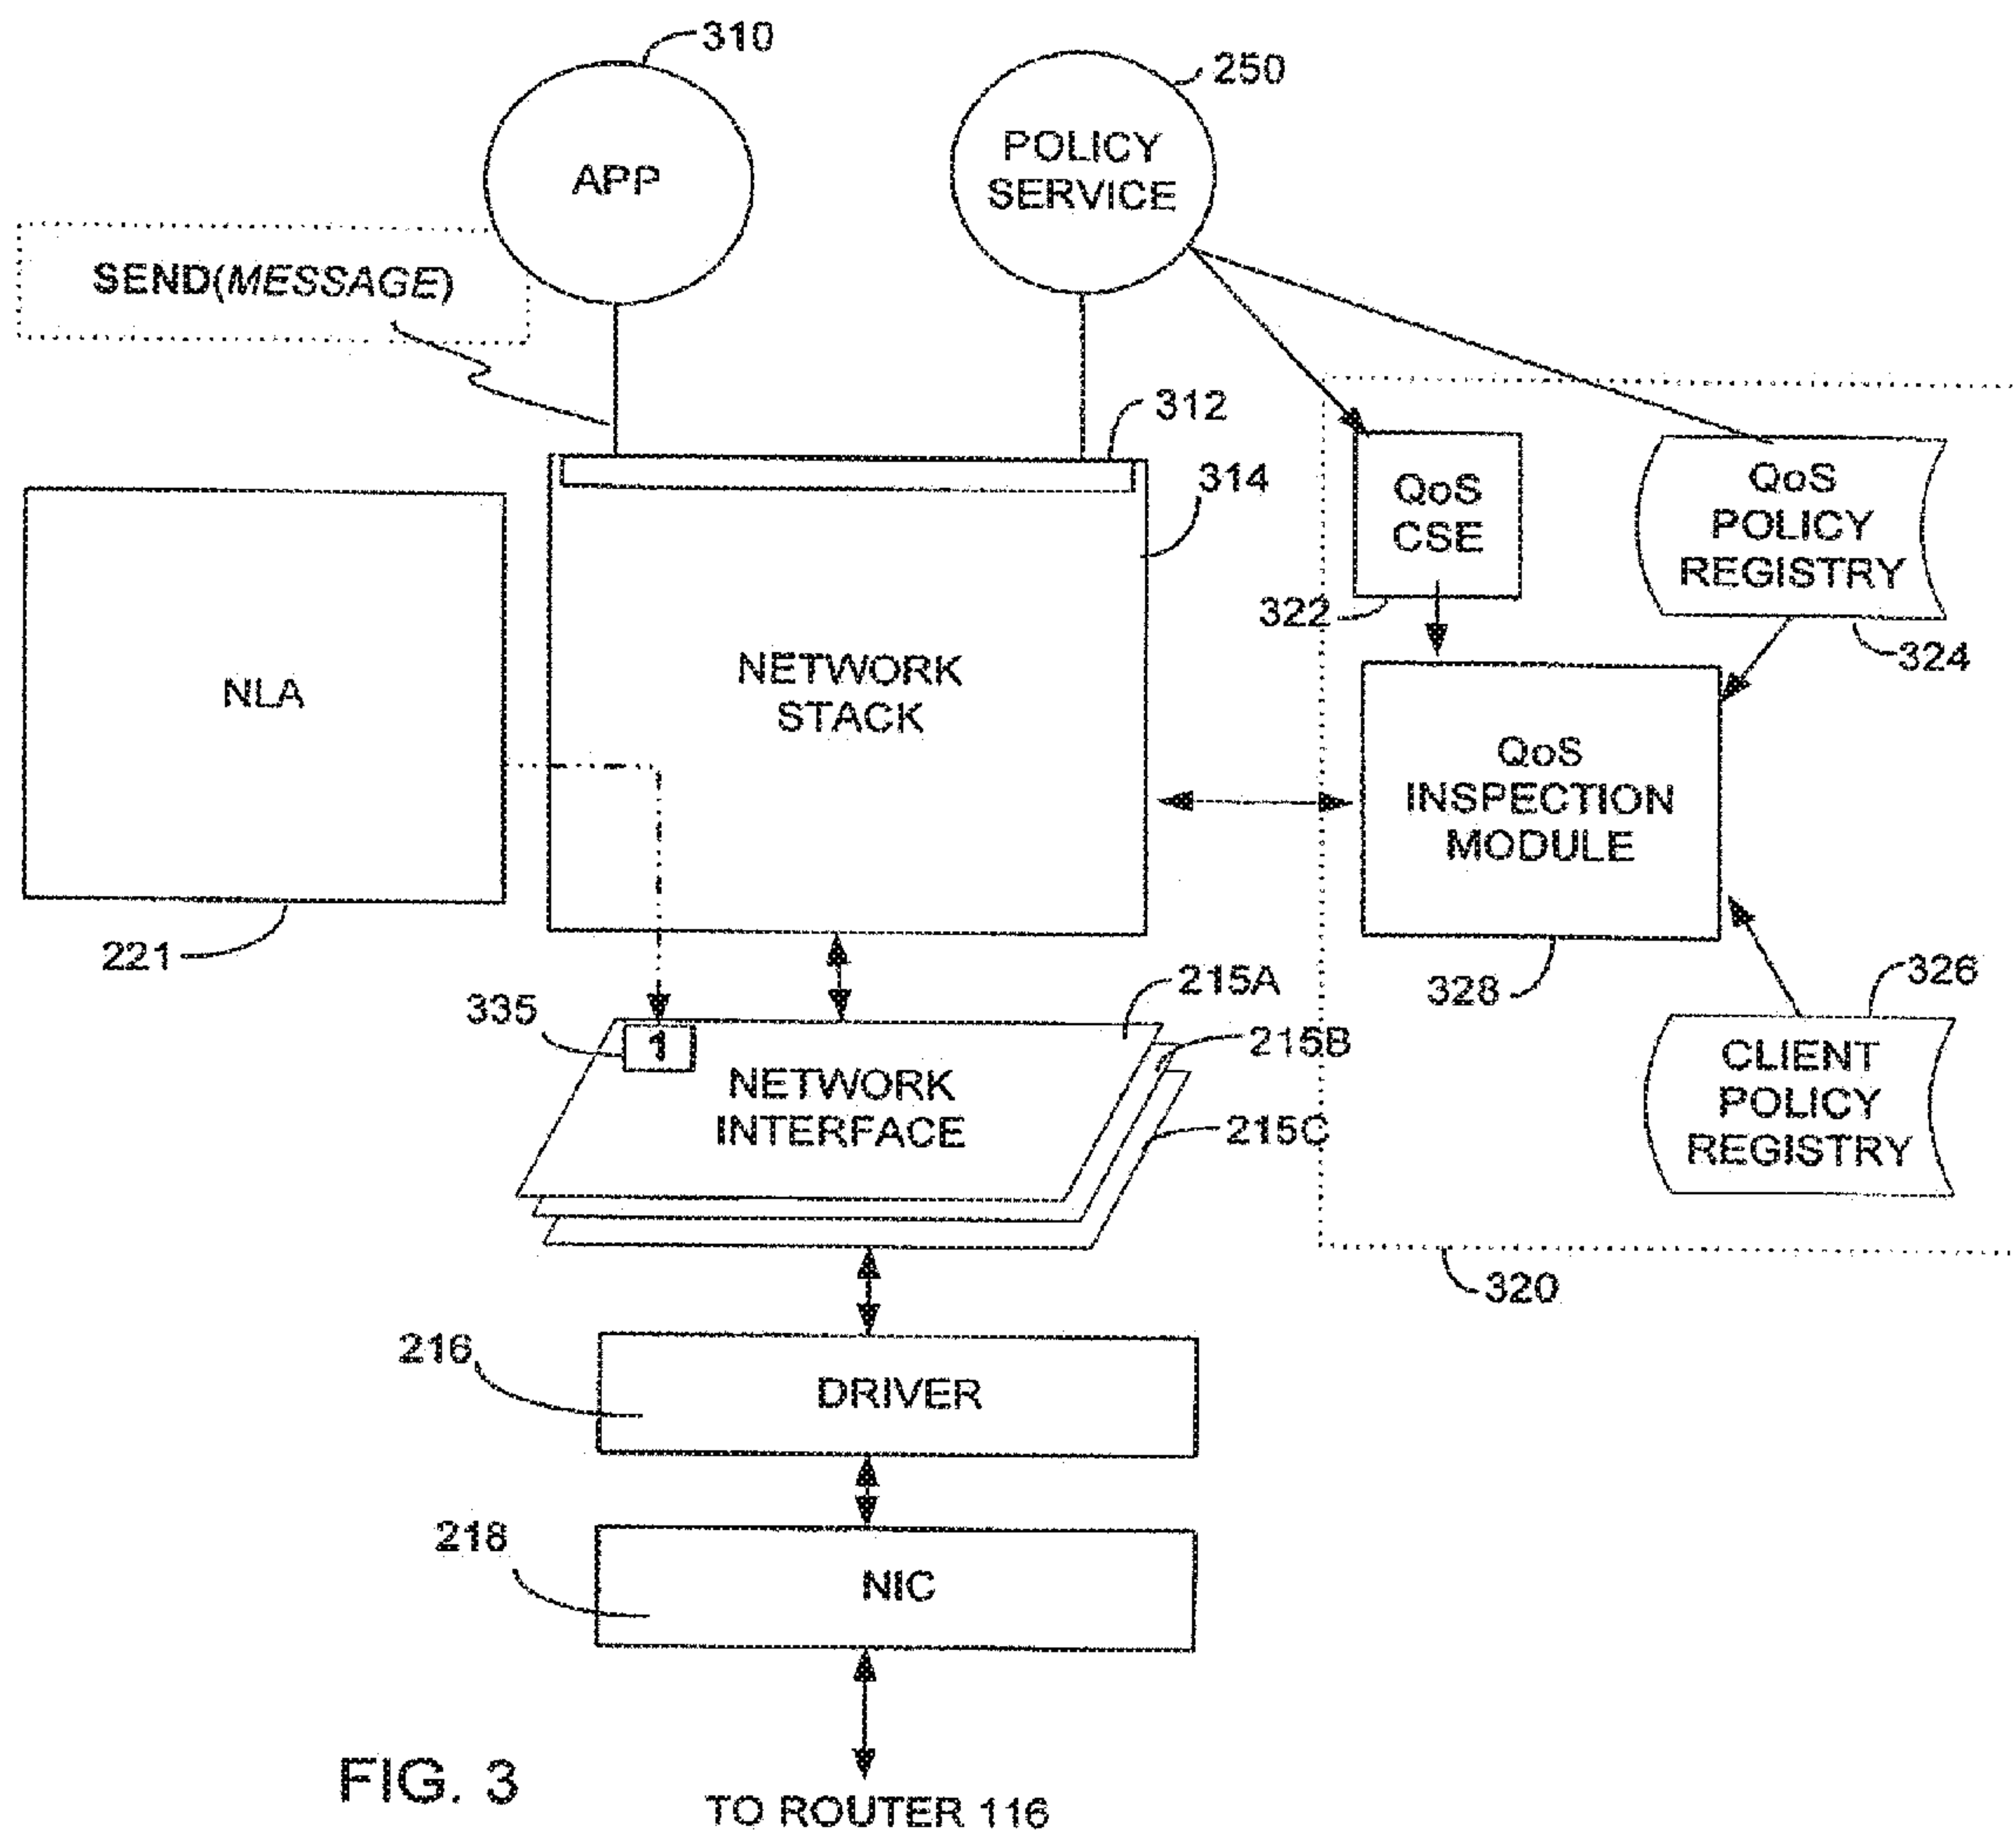 310
APP
250
POLICY
SERVICE
SEND(MESSAGE)
312
314
QoS
CSE
322
QoS
POLICY
REGISTRY
324
NLA
221
NETWORK
STACK
QoS
INSPECTION
MODULE
328
326
CLIENT
POLICY
REGISTRY
320
335
1
NETWORK
INTERFACE
215A
215B
215C
216
DRIVER
218
NIC
TO ROUTER 116
FIG. 3